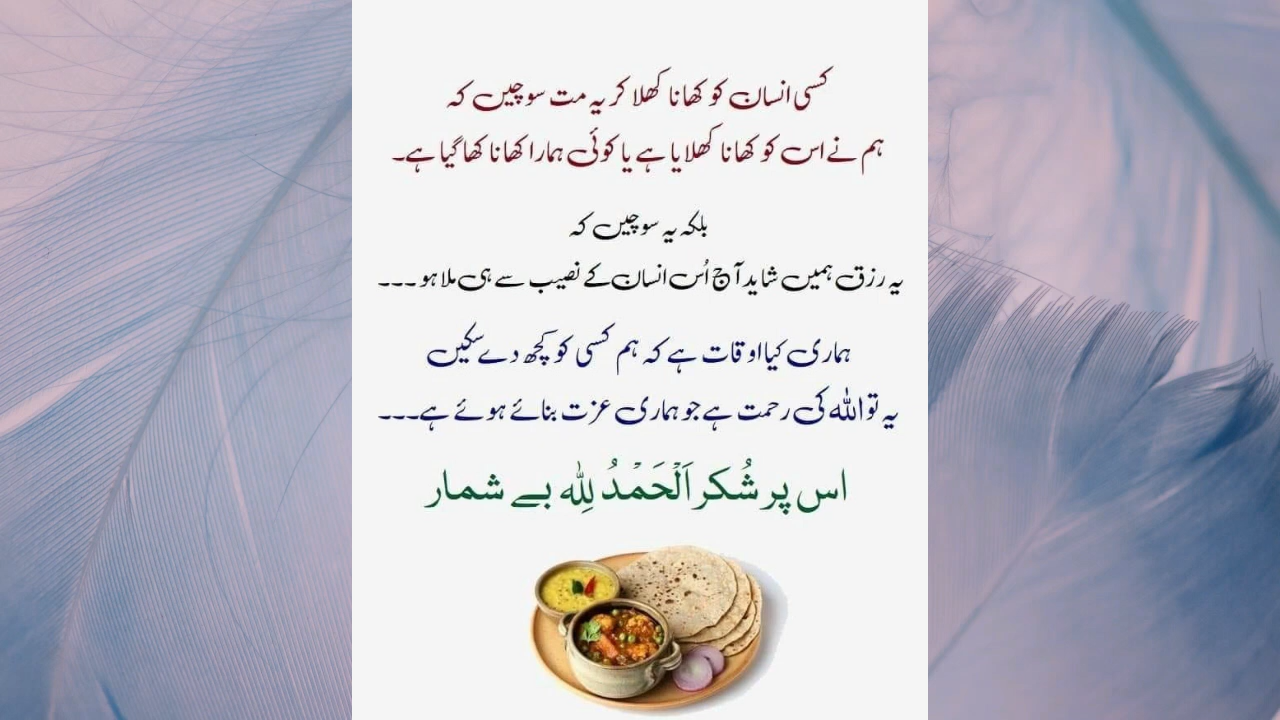 کسی انسان کو کھانا کھلا کر یہ مت سوچیں کہ
ہم نے اس کو کھانا کھلایا ہے یا کوئی ہمارا کھانا کھا گیا ہے۔
بلکہ یہ سوچیں کہ
یہ رزق ہمیں شاید آج اُس انسان کے نصیب سے ہی ملا ہو ۔۔۔
ہماری کیا اوقات ہے کہ ہم کسی کو کچھ دے سکیں
یہ تو اللہ کی رحمت ہے جو ہماری عزت بنائے ہوئے ہے۔۔۔
اس پر شُکر اَلْحَمْدُ لِلّٰہ بے شمار